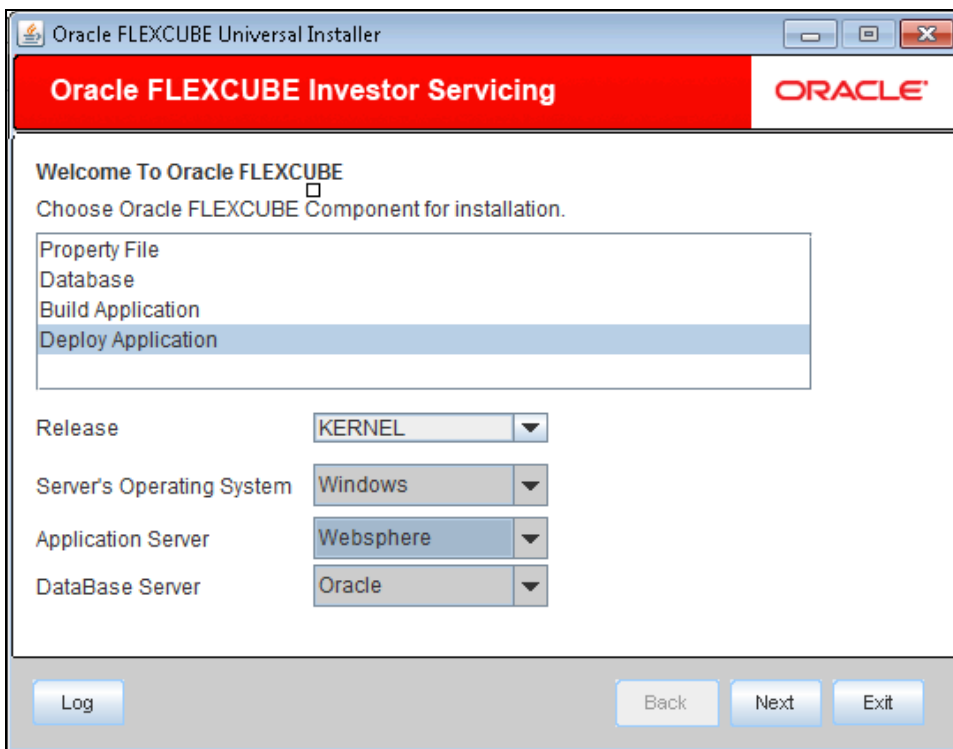 Oracle FLEXCUBE Universal Installer
Oracle FLEXCUBE Investor Servicing
ORACLE
Welcome To Oracle FLEXCUBE
Choose Oracle FLEXCUBE Component for installation.
Property File
Database
Build Application
Deploy Application
Release KERNEL
Server's Operating System Windows
Application Server Websphere
DataBase Server Oracle
Log Back Next Exit